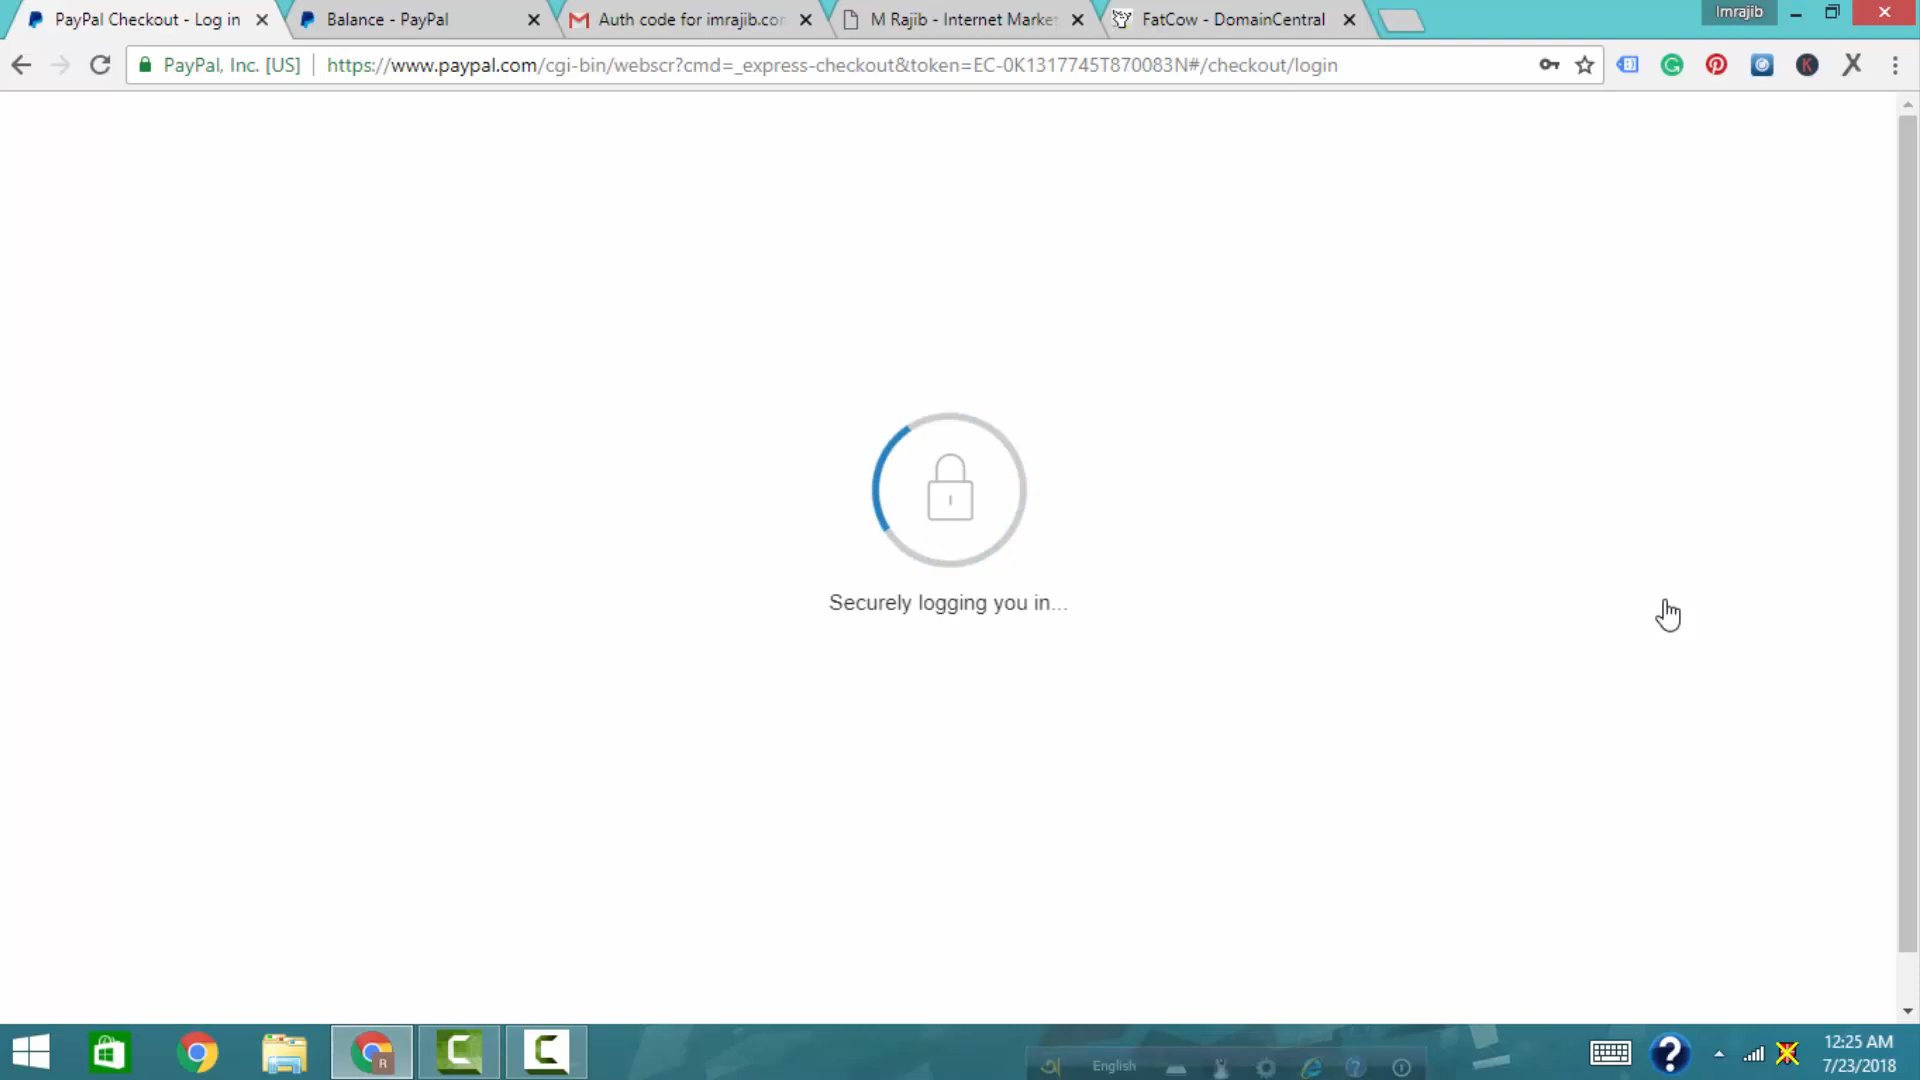 PayPal Checkout - Log in
Balance - PayPal
Auth code for imrajib.co
M Rajib - Internet Marke
FatCow - DomainCentral
Imrajib
PayPal, Inc. [US]
https://www.paypal.com/cgi-bin/webscr?cmd=_express-checkout&token=EC-0K1317745T870083N#/checkout/login
Securely logging you in...
R
English
12:25 AM
7/23/2018